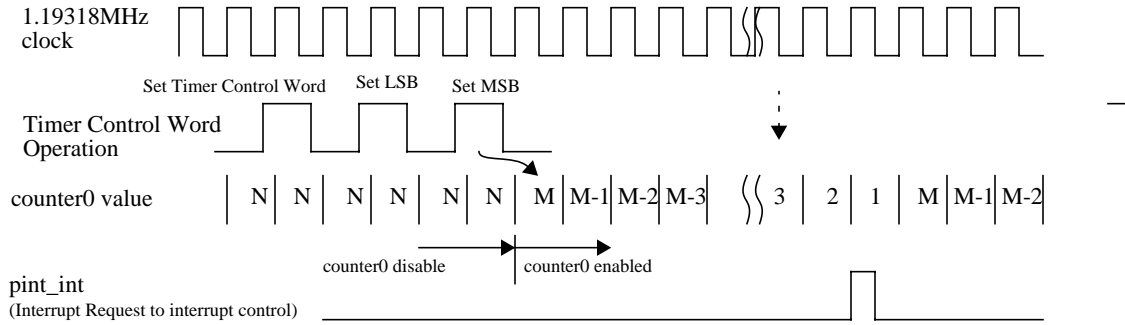 1.19318MHz
clock
Set Timer Control Word Set LSB Set MSB
Timer Control Word
Operation
counter0 value N N N N N N M M-1 M-2 M-3 3 2 1 M M-1 M-2
counter0 disable counter0 enabled
pint_int
(Interrupt Request to interrupt control)